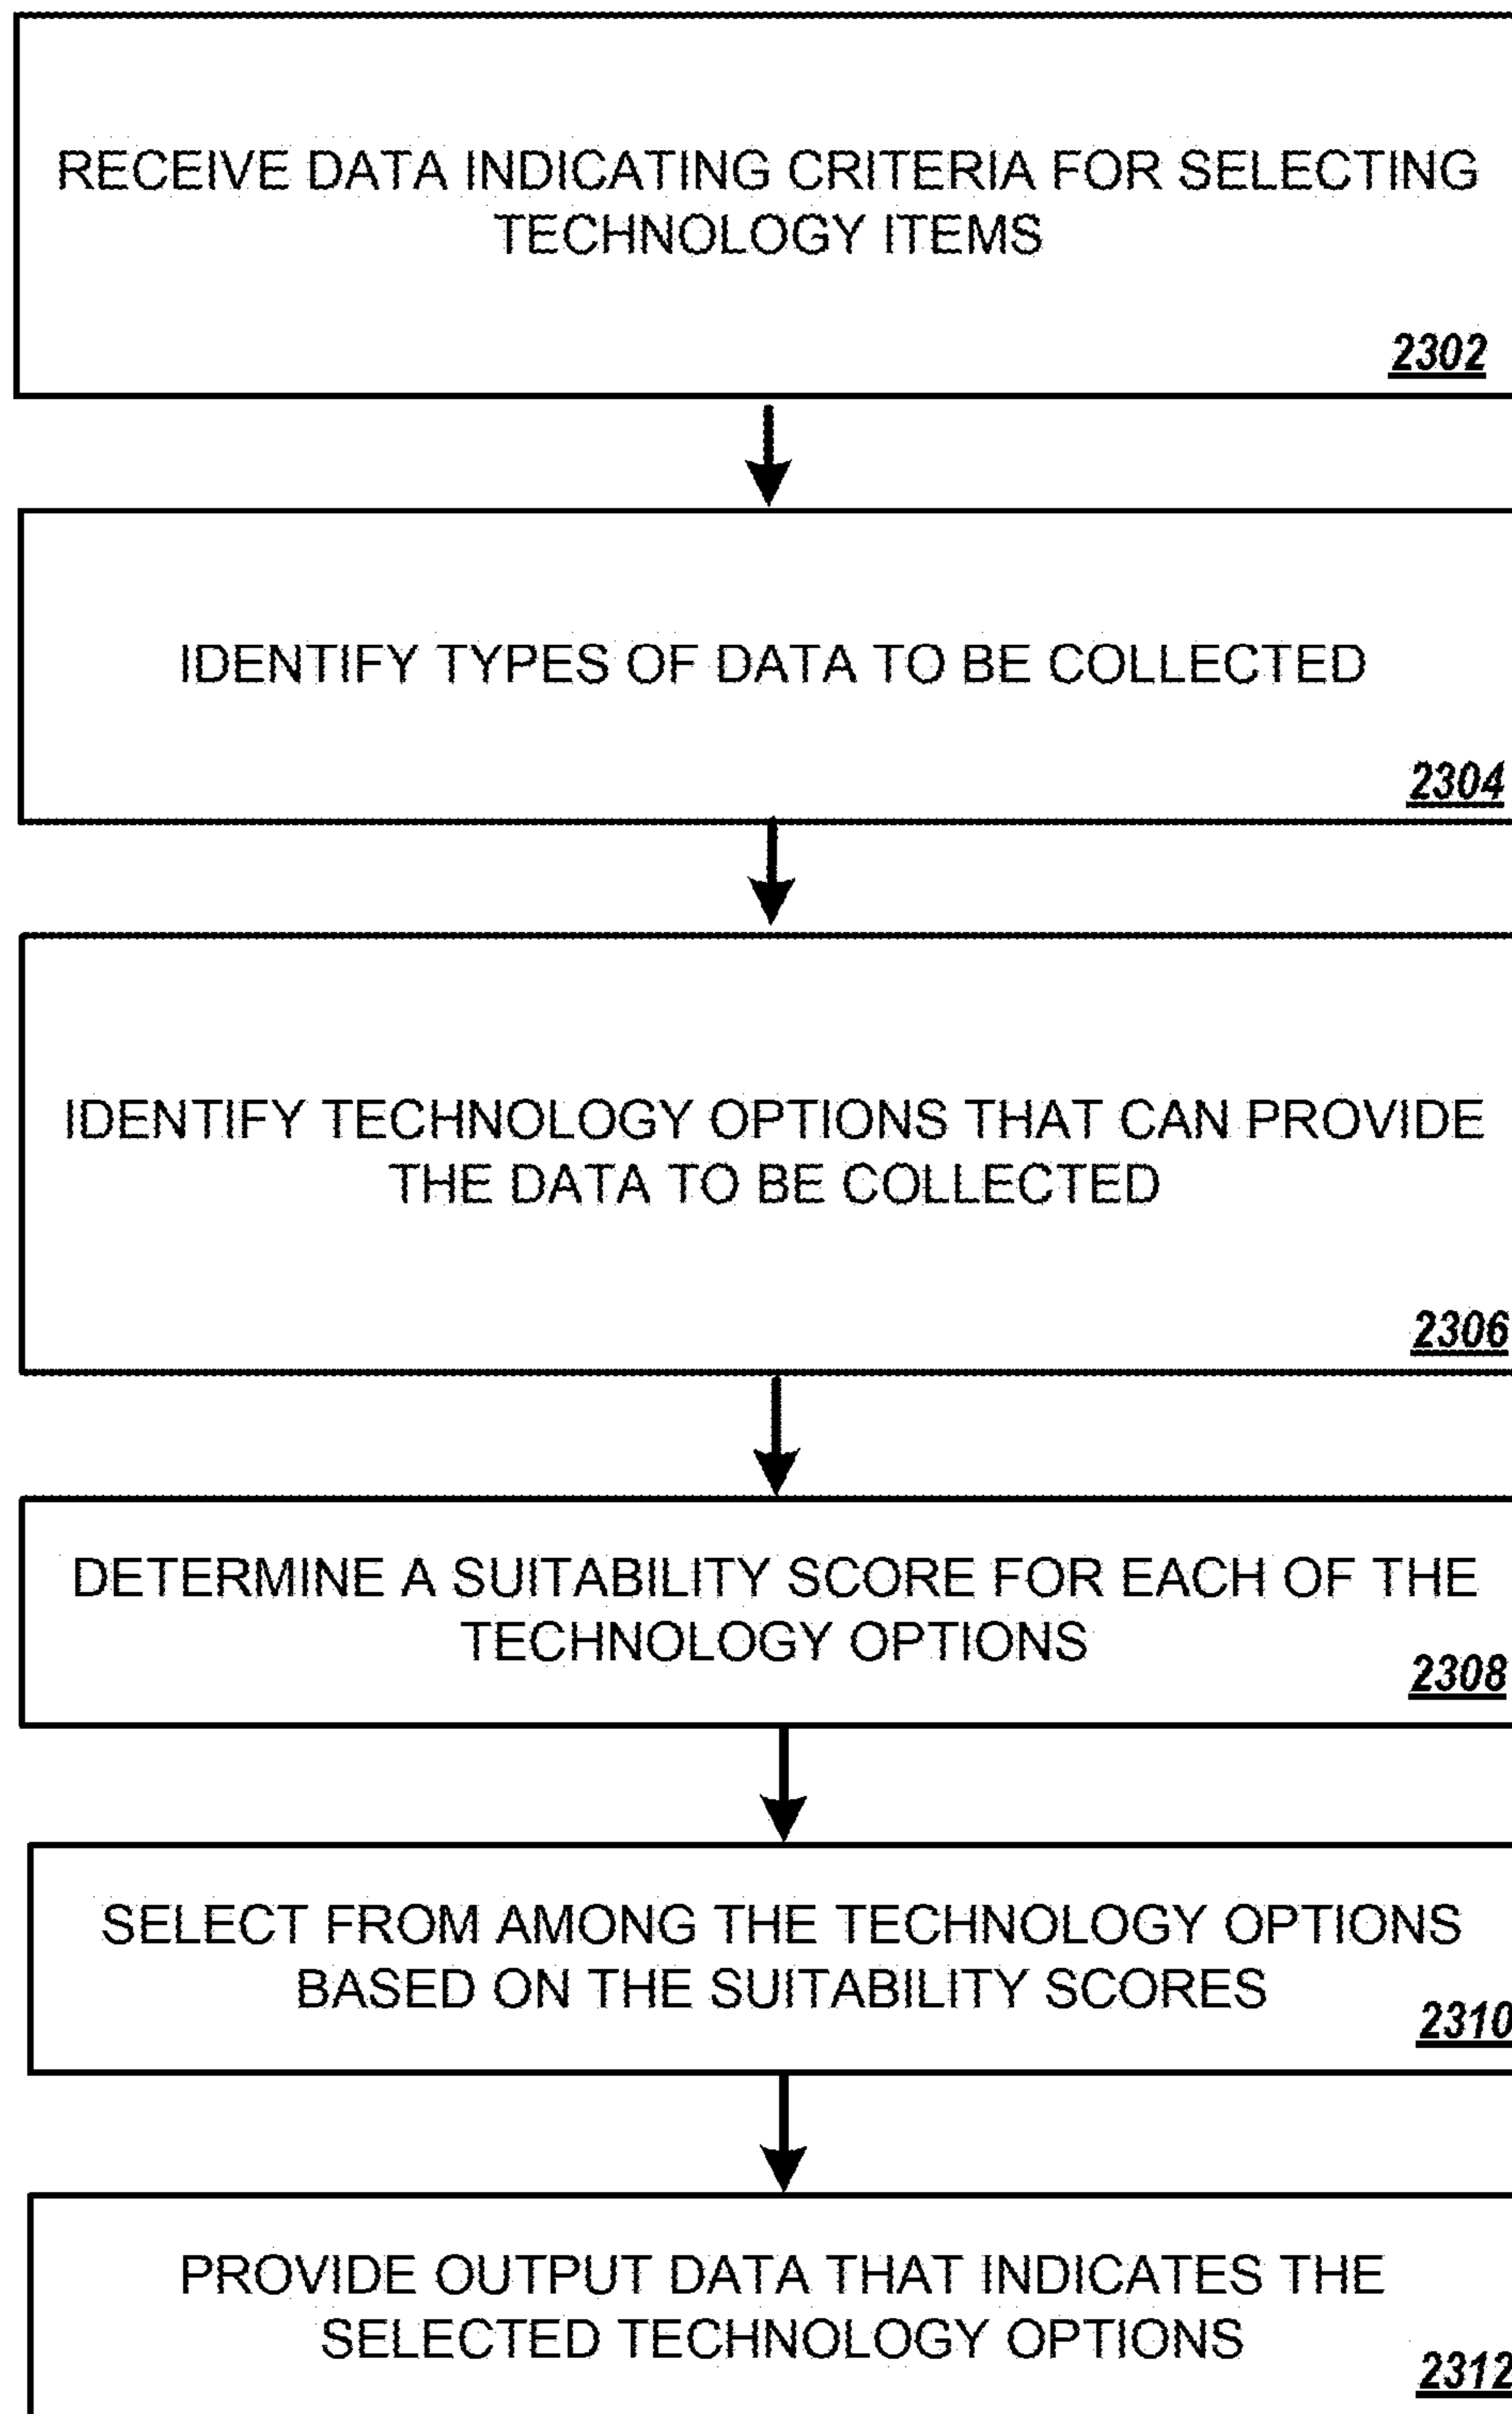 RECEIVE DATA INDICATING CRITERIA FOR SELECTING
TECHNOLOGY ITEMS
2302
IDENTIFY TYPES OF DATA TO BE COLLECTED
2304
IDENTIFY TECHNOLOGY OPTIONS THAT CAN PROVIDE
THE DATA TO BE COLLECTED
2306
DETERMINE A SUITABILITY SCORE FOR EACH OF THE
TECHNOLOGY OPTIONS
2308
SELECT FROM AMONG THE TECHNOLOGY OPTIONS
BASED ON THE SUITABILITY SCORES
2310
PROVIDE OUTPUT DATA THAT INDICATES THE
SELECTED TECHNOLOGY OPTIONS
2312